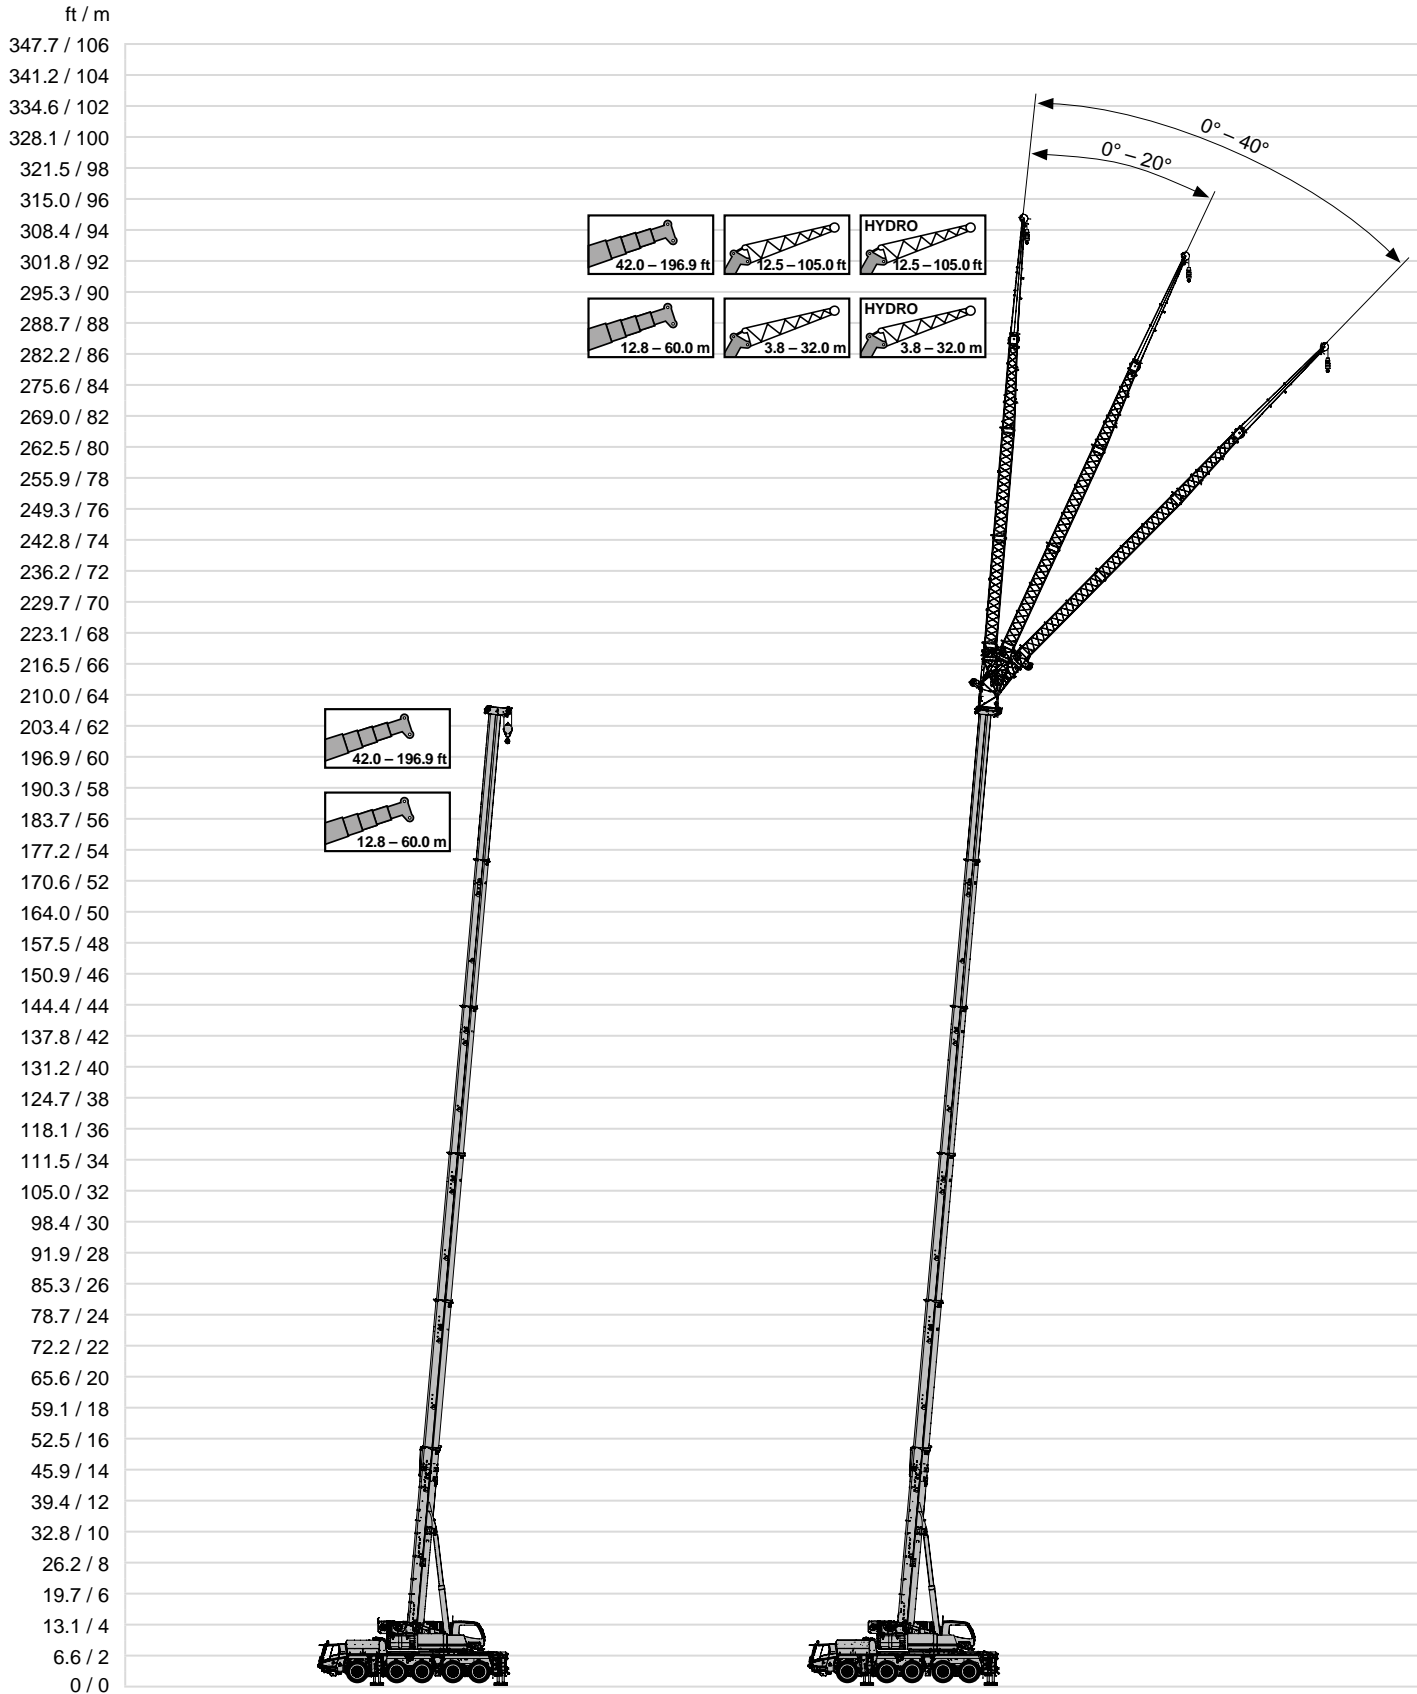 ft / m
347.7 / 106
341.2 / 104
334.6 / 102
328.1 / 100
321.5 / 98
315.0 / 96
308.4 / 94
301.8 / 92
295.3 / 90
288.7 / 88
282.2 / 86
275.6 / 84
269.0 / 82
262.5 / 80
255.9 / 78
249.3 / 76
242.8 / 74
236.2 / 72
229.7 / 70
223.1 / 68
216.5 / 66
210.0 / 64
203.4 / 62
196.9 / 60
190.3 / 58
183.7 / 56
177.2 / 54
170.6 / 52
164.0 / 50
157.5 / 48
150.9 / 46
144.4 / 44
137.8 / 42
131.2 / 40
124.7 / 38
118.1 / 36
111.5 / 34
105.0 / 32
98.4 / 30
91.9 / 28
85.3 / 26
78.7 / 24
72.2 / 22
65.6 / 20
59.1 / 18
52.5 / 16
45.9 / 14
39.4 / 12
32.8 / 10
26.2 / 8
19.7 / 6
13.1 / 4
6.6 / 2
0 / 0
42.0 – 196.9 ft
12.8 – 60.0 m
42.0 – 196.9 ft
12.5 – 105.0 ft
HYDRO
12.5 – 105.0 ft
12.8 – 60.0 m
3.8 – 32.0 m
HYDRO
3.8 – 32.0 m
0° – 40°
0° – 20°